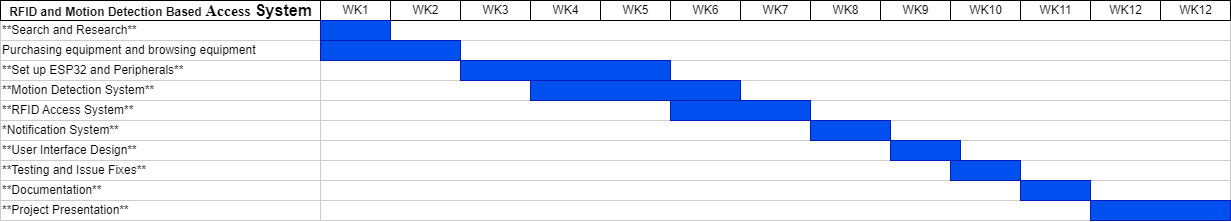 RFID and Motion Detection Based Access System WK1 WK2 WK3 WK4 WK5 WK6 WK7 WK8 WK9 WK10 WK11 WK12 WK12
**Search and Research**
Purchasing equipment and browsing equipment
**Set up ESP32 and Peripherals**
**Motion Detection System**
**RFID Access System**
*Notification System**
**User Interface Design**
**Testing and Issue Fixes**
**Documentation**
**Project Presentation**